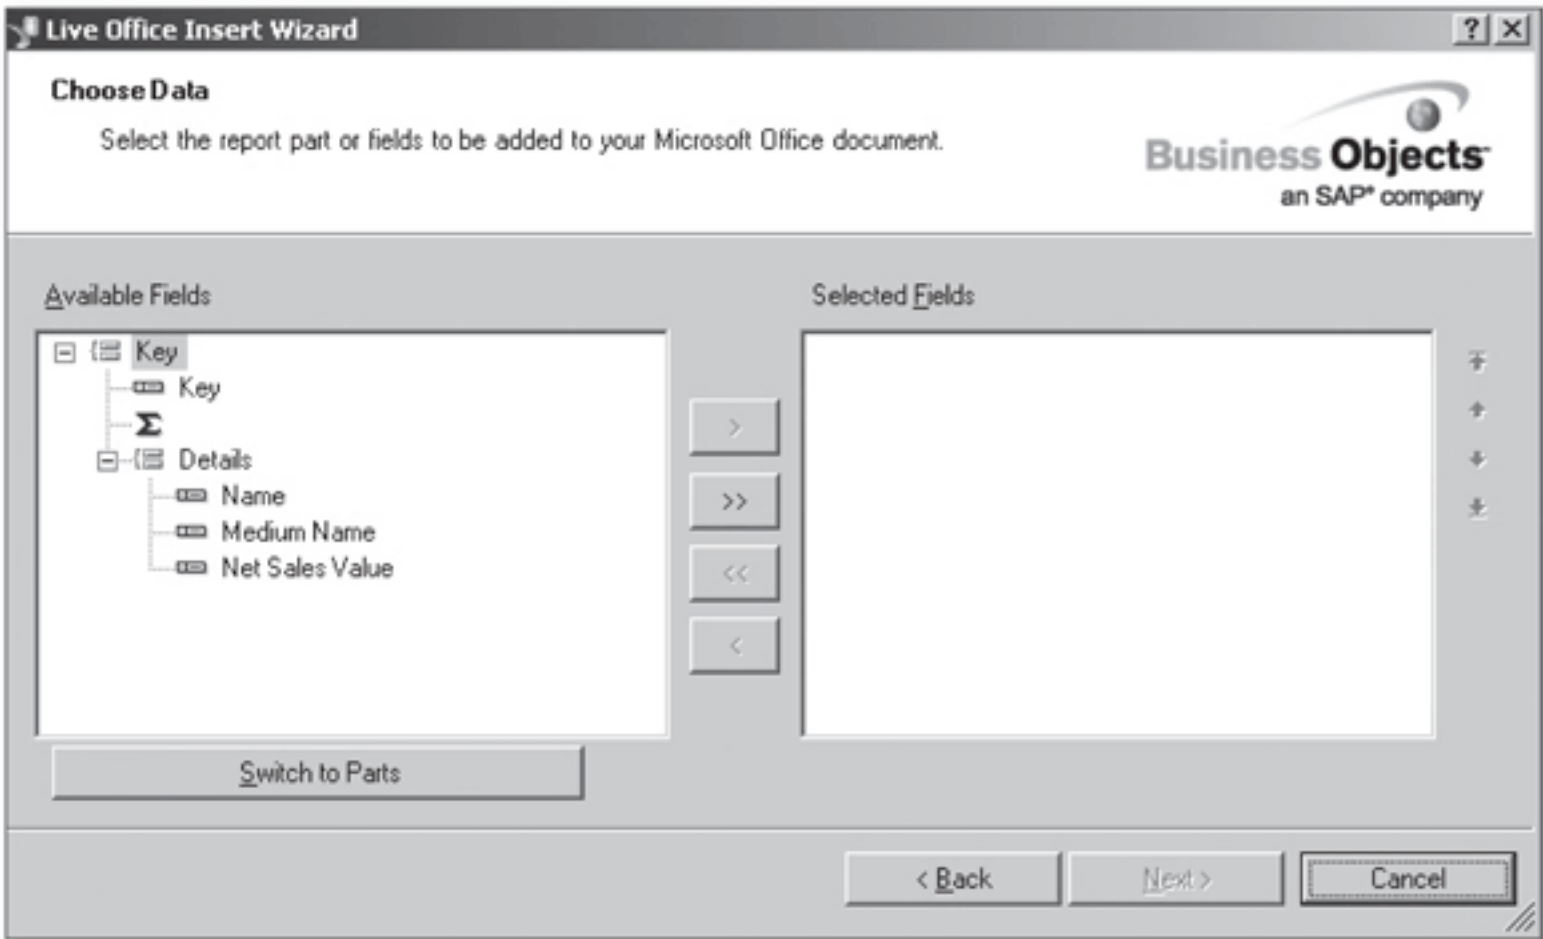 Live Office Insert Wizard
Choose Data
Select the report part or fields to be added to your Microsoft Office document.
Business Objects
an SAP® company
Available Fields
Selected Fields
Key
Key
Σ
Details
Name
Medium Name
Net Sales Value
>
>>
<<
<
Switch to Parts
< Back
Next >
Cancel